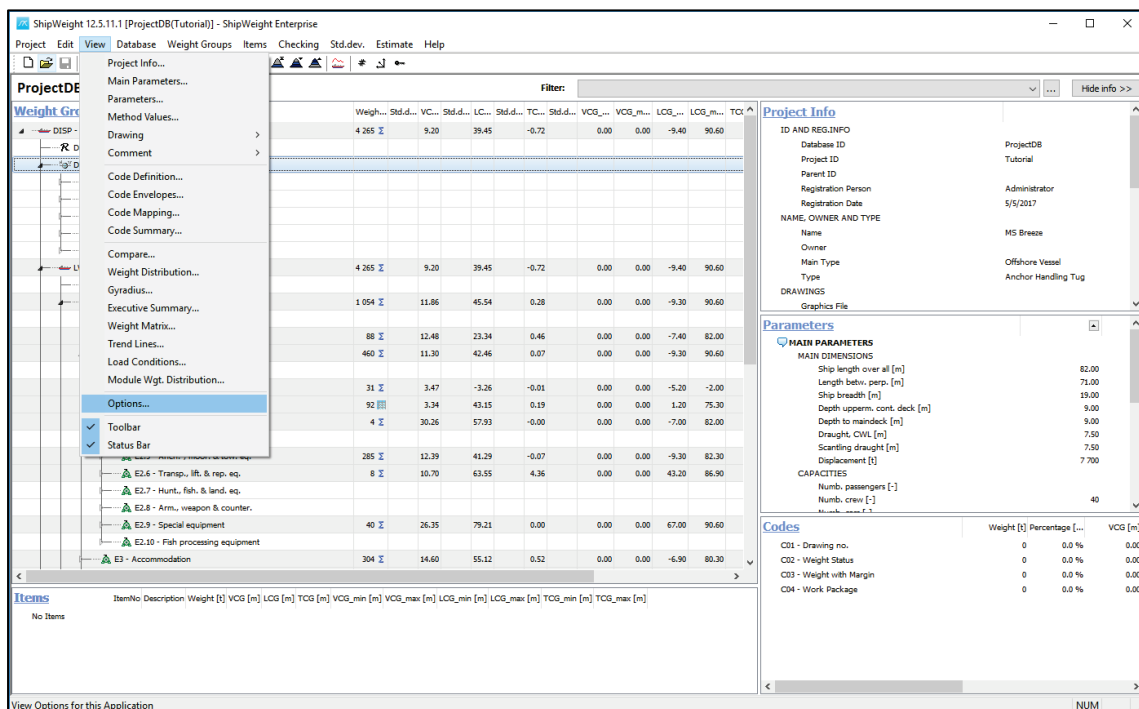 ShipWeight 12.5.11.1 [ProjectDB(Tutorial)] - ShipWeight Enterprise
Project Edit View Database Weight Groups Items Checking Std.dev. Estimate Help
ProjectDB
Filter:
... Hide info >>
Weight Gro
Weigh... Std.d... VC... Std.d... LC... Std.d... TC... Std.d... VCG_... VCG_m... LCG_... LCG_m... TC
DISP - 4 265 Σ 9.20 39.45 -0.72 0.00 0.00 -9.40 90.60
R D
D
L 4 265 Σ 9.20 39.45 -0.72 0.00 0.00 -9.40 90.60
1 054 Σ 11.86 45.54 0.28 0.00 0.00 -9.30 90.60
88 Σ 12.48 23.34 0.46 0.00 0.00 -7.40 82.00
460 Σ 11.30 42.46 0.07 0.00 0.00 -9.30 90.60
31 Σ 3.47 -3.26 -0.01 0.00 0.00 -5.20 -2.00
92 3.34 43.15 0.19 0.00 0.00 1.20 75.30
4 Σ 30.26 57.93 -0.00 0.00 0.00 -7.00 82.00
285 Σ 12.39 41.29 -0.07 0.00 0.00 -9.30 82.30
E2.6 - Transp., lift. & rep. eq. 8 Σ 10.70 63.55 4.36 0.00 0.00 43.20 86.90
E2.7 - Hunt., fish. & land. eq.
E2.8 - Arm., weapon & counter.
E2.9 - Special equipment 40 Σ 26.35 79.21 0.00 0.00 0.00 67.00 90.60
E2.10 - Fish processing equipment
E3 - Accommodation 304 Σ 14.60 55.12 0.52 0.00 0.00 -6.90 80.30
Project Info...
Main Parameters...
Parameters...
Method Values...
Drawing
Comment
Code Definition...
Code Envelopes...
Code Mapping...
Code Summary...
Compare...
Weight Distribution...
Gyradius...
Executive Summary...
Weight Matrix...
Trend Lines...
Load Conditions...
Module Wgt. Distribution...
Options...
Toolbar
Status Bar
Items
ItemNo Description Weight [t] VCG [m] LCG [m] TCG [m] VCG_min [m] VCG_max [m] LCG_min [m] LCG_max [m] TCG_min [m] TCG_max [m]
No Items
Project Info
ID AND REG.INFO
Database ID ProjectDB
Project ID Tutorial
Parent ID
Registration Person Administrator
Registration Date 5/5/2017
NAME, OWNER AND TYPE
Name MS Breeze
Owner
Main Type Offshore Vessel
Type Anchor Handling Tug
DRAWINGS
Graphics File
Parameters
MAIN PARAMETERS
MAIN DIMENSIONS
Ship length over all [m] 82.00
Length betw. perp. [m] 71.00
Ship breadth [m] 19.00
Depth upperm. cont. deck [m] 9.00
Depth to maindeck [m] 9.00
Draught, CWL [m] 7.50
Scantling draught [m] 7.50
Displacement [t] 7 700
CAPACITIES
Numb. passengers [-]
Numb. crew [-] 40
Codes
Weight [t] Percentage [... VCG [m]
C01 - Drawing no. 0 0.0 % 0.00
C02 - Weight Status 0 0.0 % 0.00
C03 - Weight with Margin 0 0.0 % 0.00
C04 - Work Package 0 0.0 % 0.00
View Options for this Application
NUM